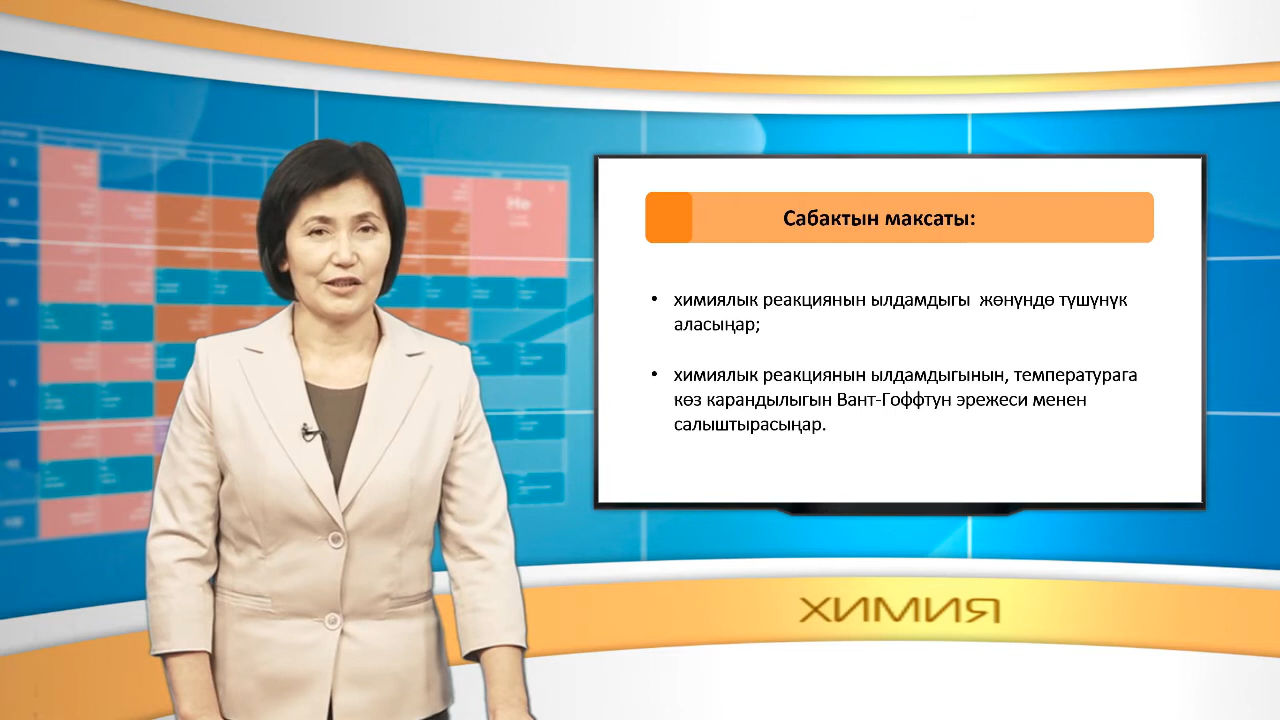 Сабактын максаты:
• химиялык реакциянын ылдамдыгы жөнүндө түшүнүк
аласыңар;
• химиялык реакциянын ылдамдыгынын, температурага
көз карандылыгын Вант-Гоффтун эрежеси менен
салыштырасыңар.
ХИМИЯ
He